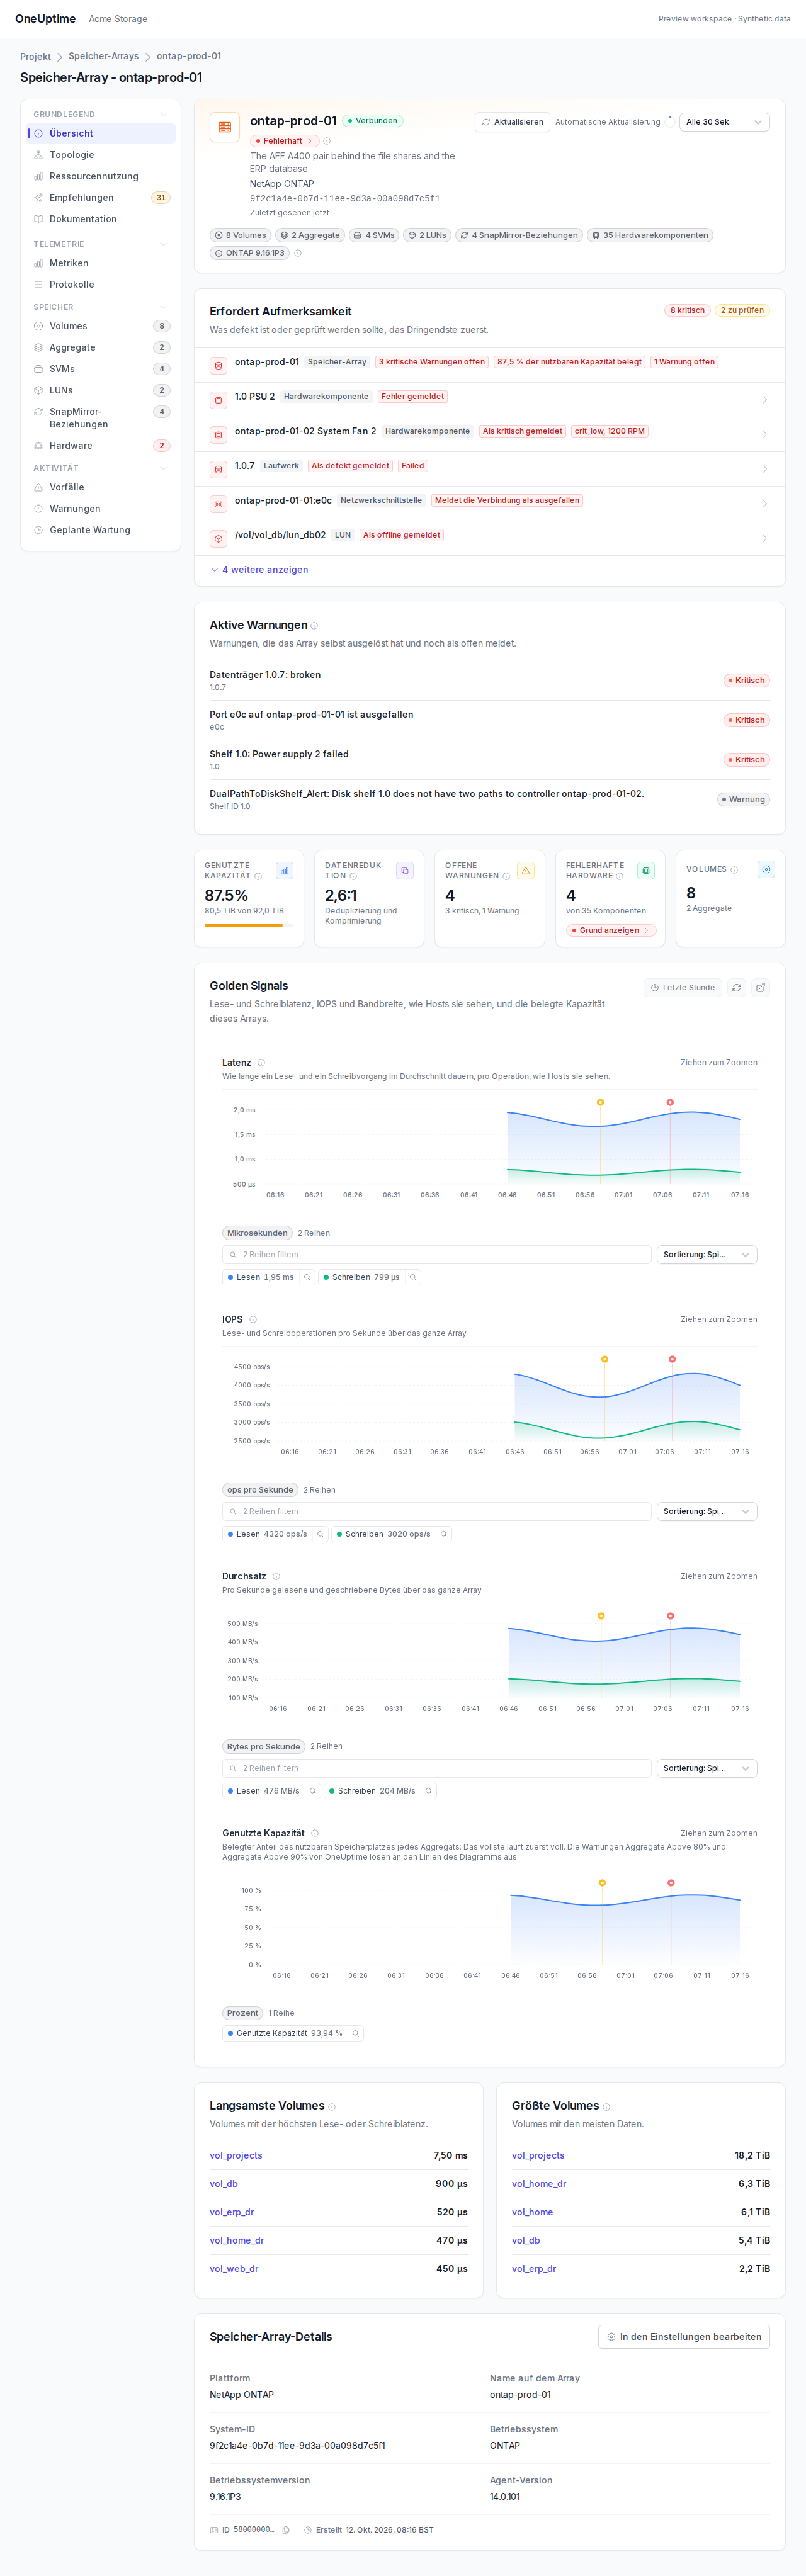 OneUptime
Acme Storage
Preview workspace · Synthetic data
Projekt
Speicher-Arrays
ontap-prod-01
Speicher-Array - ontap-prod-01
GRUNDLEGEND
Übersicht
Topologie
Ressourcennutzung
Empfehlungen 31
Dokumentation
TELEMETRIE
Metriken
Protokolle
SPEICHER
Volumes 8
Aggregate 2
SVMs 4
LUNs 2
SnapMirror-
Beziehungen 4
Hardware 2
AKTIVITÄT
Vorfälle
Warnungen
Geplante Wartung
ontap-prod-01 Verbunden
Fehlerhaft
The AFF A400 pair behind the file shares and the
ERP database.
NetApp ONTAP
9f2c1a4e-0b7d-11ee-9d3a-00a098d7c5f1
Zuletzt gesehen jetzt
Aktualisieren
Automatische Aktualisierung
Alle 30 Sek.
8 Volumes 2 Aggregate 4 SVMs 2 LUNs 4 SnapMirror-Beziehungen 35 Hardwarekomponenten
ONTAP 9.16.1P3
Erfordert Aufmerksamkeit
8 kritisch 2 zu prüfen
Was defekt ist oder geprüft werden sollte, das Dringendste zuerst.
ontap-prod-01 Speicher-Array 3 kritische Warnungen offen 87,5 % der nutzbaren Kapazität belegt 1 Warnung offen
1.0 PSU 2 Hardwarekomponente Fehler gemeldet
ontap-prod-01-02 System Fan 2 Hardwarekomponente Als kritisch gemeldet crit_low, 1200 RPM
1.0.7 Laufwerk Als defekt gemeldet Failed
ontap-prod-01-01:e0c Netzwerkschnittstelle Meldet die Verbindung als ausgefallen
/vol/vol_db/lun_db02 LUN Als offline gemeldet
4 weitere anzeigen
Aktive Warnungen
Warnungen, die das Array selbst ausgelöst hat und noch als offen meldet.
Datenträger 1.0.7: broken
1.0.7
Kritisch
Port e0c auf ontap-prod-01-01 ist ausgefallen
e0c
Kritisch
Shelf 1.0: Power supply 2 failed
1.0
Kritisch
DualPathToDiskShelf_Alert: Disk shelf 1.0 does not have two paths to controller ontap-prod-01-02.
Shelf ID 1.0
Warnung
GENUTZTE
KAPAZITÄT
87.5%
80,5 TiB von 92,0 TiB
DATENREDUK-
TION
2,6:1
Deduplizierung und
Komprimierung
OFFENE
WARNUNGEN
4
3 kritisch, 1 Warnung
FEHLERHAFTE
HARDWARE
4
von 35 Komponenten
Grund anzeigen
VOLUMES
8
2 Aggregate
Golden Signals
Lese- und Schreiblatenz, IOPS und Bandbreite, wie Hosts sie sehen, und die belegte Kapazität
dieses Arrays.
Letzte Stunde
Latenz
Ziehen zum Zoomen
Wie lange ein Lese- und ein Schreibvorgang im Durchschnitt dauern, pro Operation, wie Hosts sie sehen.
2,0 ms
1,5 ms
1,0 ms
500 µs
06:16 06:21 06:26 06:31 06:36 06:41 06:46 06:51 06:56 07:01 07:06 07:11 07:16
Mikrosekunden 2 Reihen
2 Reihen filtern
Sortierung: Spi...
Lesen 1,95 ms
Schreiben 799 µs
IOPS
Ziehen zum Zoomen
Lese- und Schreiboperationen pro Sekunde über das ganze Array.
4500 ops/s
4000 ops/s
3500 ops/s
3000 ops/s
2500 ops/s
06:16 06:21 06:26 06:31 06:36 06:41 06:46 06:51 06:56 07:01 07:06 07:11 07:16
ops pro Sekunde 2 Reihen
2 Reihen filtern
Sortierung: Spi...
Lesen 4320 ops/s
Schreiben 3020 ops/s
Durchsatz
Ziehen zum Zoomen
Pro Sekunde gelesene und geschriebene Bytes über das ganze Array.
500 MB/s
400 MB/s
300 MB/s
200 MB/s
100 MB/s
06:16 06:21 06:26 06:31 06:36 06:41 06:46 06:51 06:56 07:01 07:06 07:11 07:16
Bytes pro Sekunde 2 Reihen
2 Reihen filtern
Sortierung: Spi...
Lesen 476 MB/s
Schreiben 204 MB/s
Genutzte Kapazität
Ziehen zum Zoomen
Belegter Anteil des nutzbaren Speicherplatzes jedes Aggregats: Das vollste läuft zuerst voll. Die Warnungen Aggregate Above 80% und
Aggregate Above 90% von OneUptime lösen an den Linien des Diagramms aus.
100 %
75 %
50 %
25 %
0 %
06:16 06:21 06:26 06:31 06:36 06:41 06:46 06:51 06:56 07:01 07:06 07:11 07:16
Prozent 1 Reihe
Genutzte Kapazität 93,94 %
Langsamste Volumes
Volumes mit der höchsten Lese- oder Schreiblatenz.
vol_projects 7,50 ms
vol_db 900 µs
vol_erp_dr 520 µs
vol_home_dr 470 µs
vol_web_dr 450 µs
Größte Volumes
Volumes mit den meisten Daten.
vol_projects 18,2 TiB
vol_home_dr 6,3 TiB
vol_home 6,1 TiB
vol_db 5,4 TiB
vol_erp_dr 2,2 TiB
Speicher-Array-Details
In den Einstellungen bearbeiten
Plattform
NetApp ONTAP
Name auf dem Array
ontap-prod-01
System-ID
9f2c1a4e-0b7d-11ee-9d3a-00a098d7c5f1
Betriebssystem
ONTAP
Betriebssystemversion
9.16.1P3
Agent-Version
14.0.101
ID 58000000…
Erstellt 12. Okt. 2026, 08:16 BST